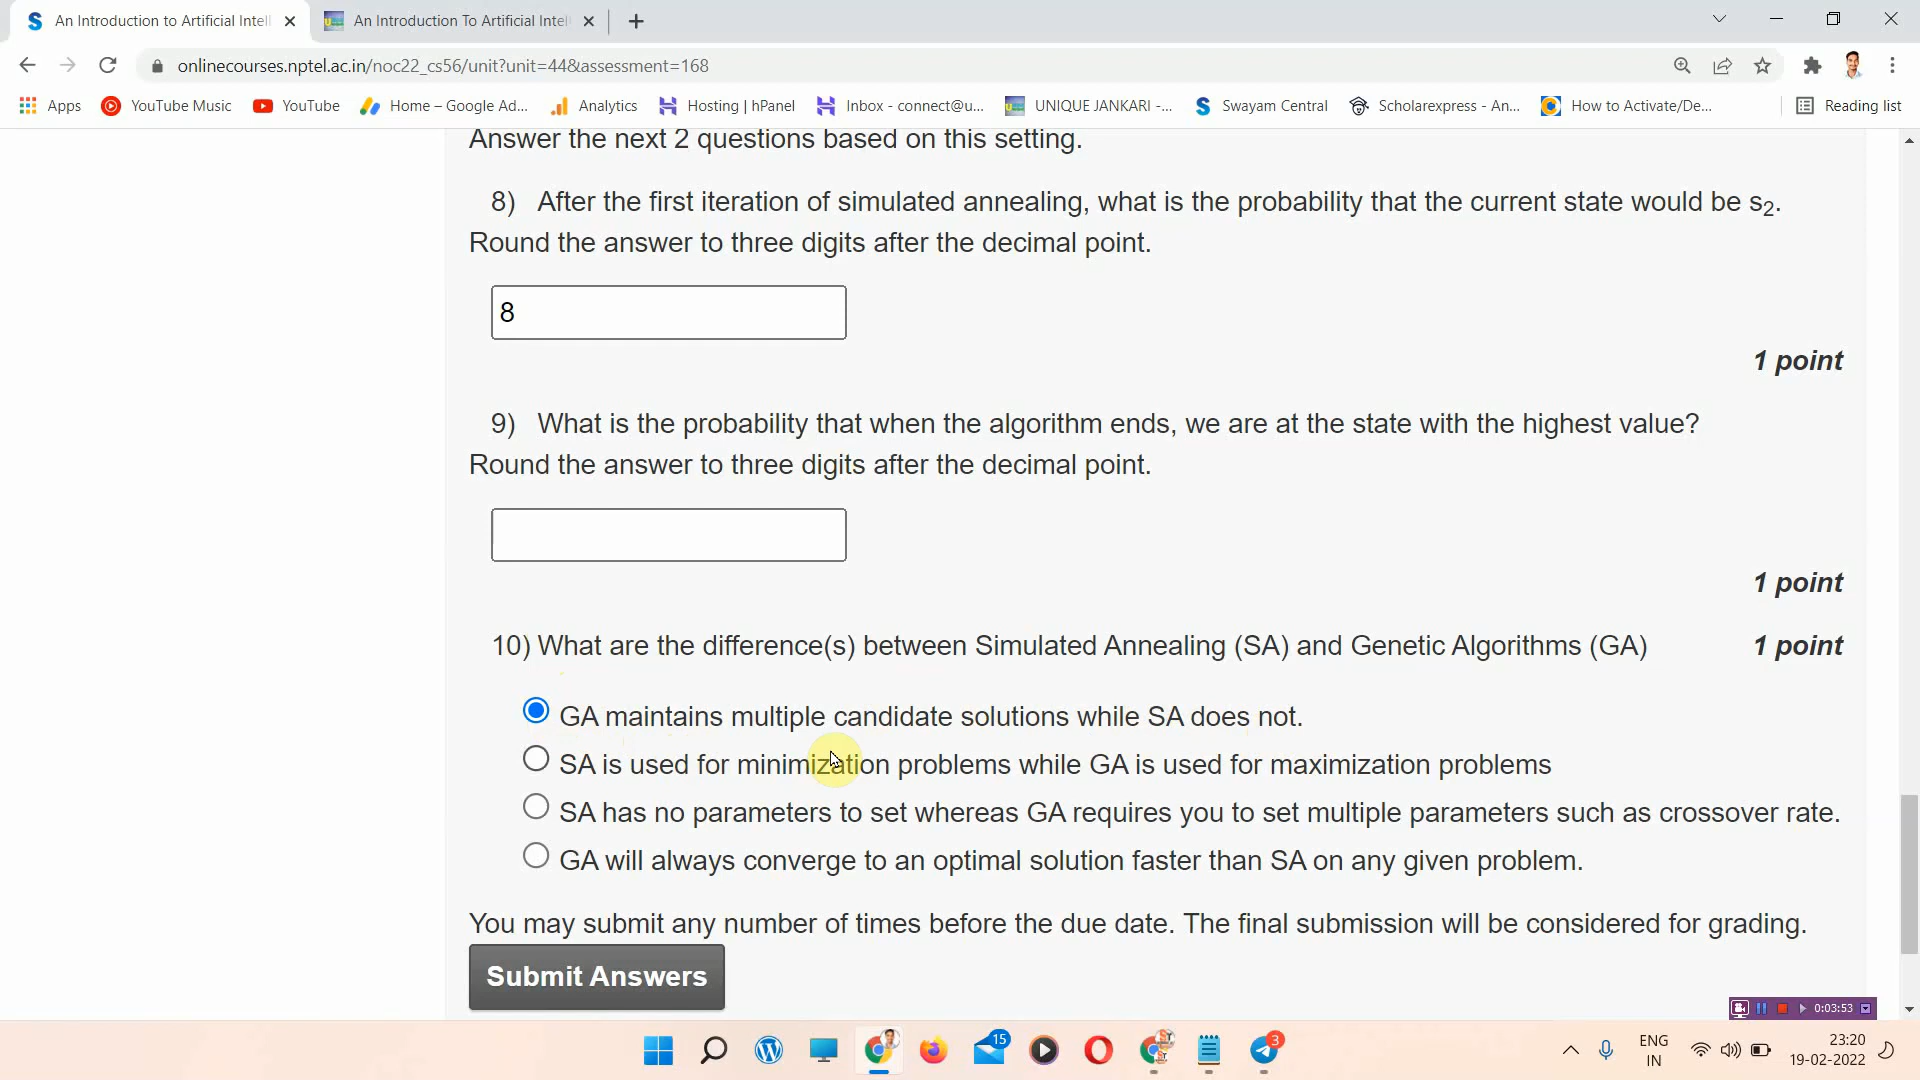 An Introduction to Artificial Intell
An Introduction To Artificial Intel
onlinecourses.nptel.ac.in/noc22_cs56/unit?unit=44&assessment=168
Apps
YouTube Music
YouTube
Home – Google Ad...
Analytics
Hosting | hPanel
Inbox - connect@u...
UNIQUE JANKARI -...
Swayam Central
Scholarexpress - An...
How to Activate/De...
Reading list
Answer the next 2 questions based on this setting.
8) After the first iteration of simulated annealing, what is the probability that the current state would be s2.
Round the answer to three digits after the decimal point.
8
1 point
9) What is the probability that when the algorithm ends, we are at the state with the highest value?
Round the answer to three digits after the decimal point.
1 point
10) What are the difference(s) between Simulated Annealing (SA) and Genetic Algorithms (GA) 1 point
GA maintains multiple candidate solutions while SA does not.
SA is used for minimization problems while GA is used for maximization problems
SA has no parameters to set whereas GA requires you to set multiple parameters such as crossover rate.
GA will always converge to an optimal solution faster than SA on any given problem.
You may submit any number of times before the due date. The final submission will be considered for grading.
Submit Answers
0:03:53
15
3
ENG
IN
23:20
19-02-2022